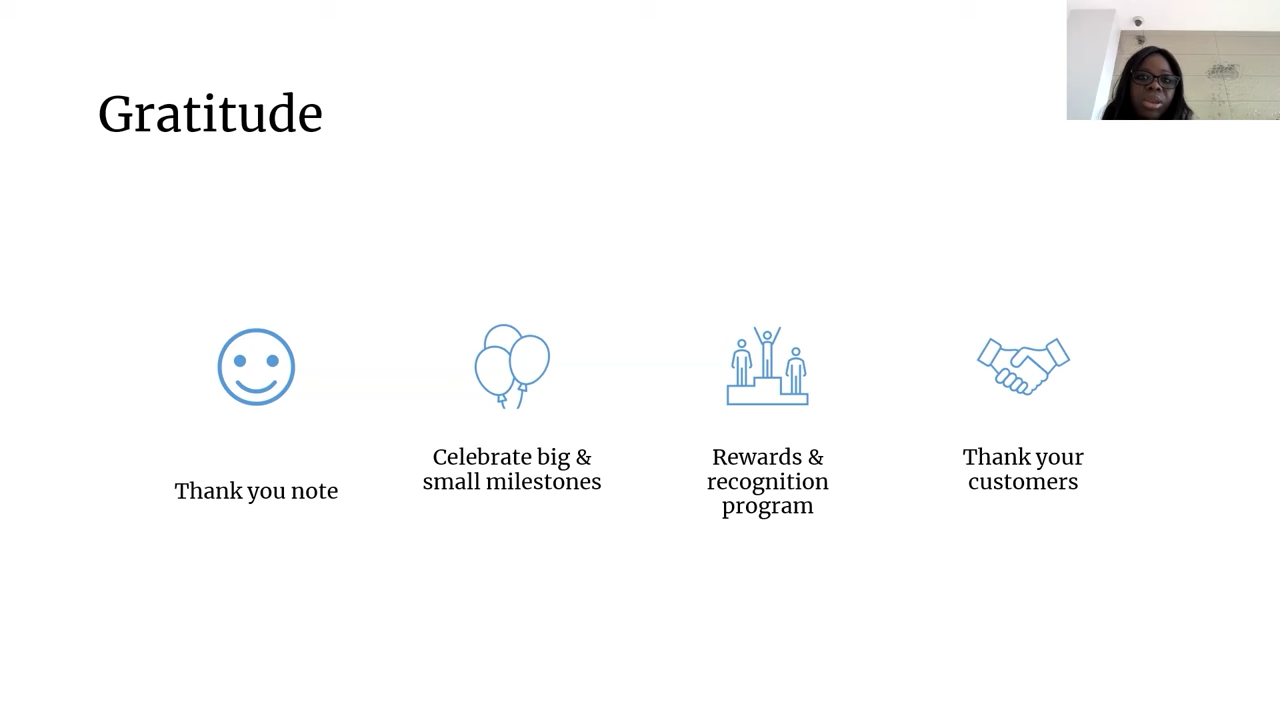 Gratitude
Thank you note
Celebrate big &
small milestones
Rewards &
recognition
program
Thank your
customers